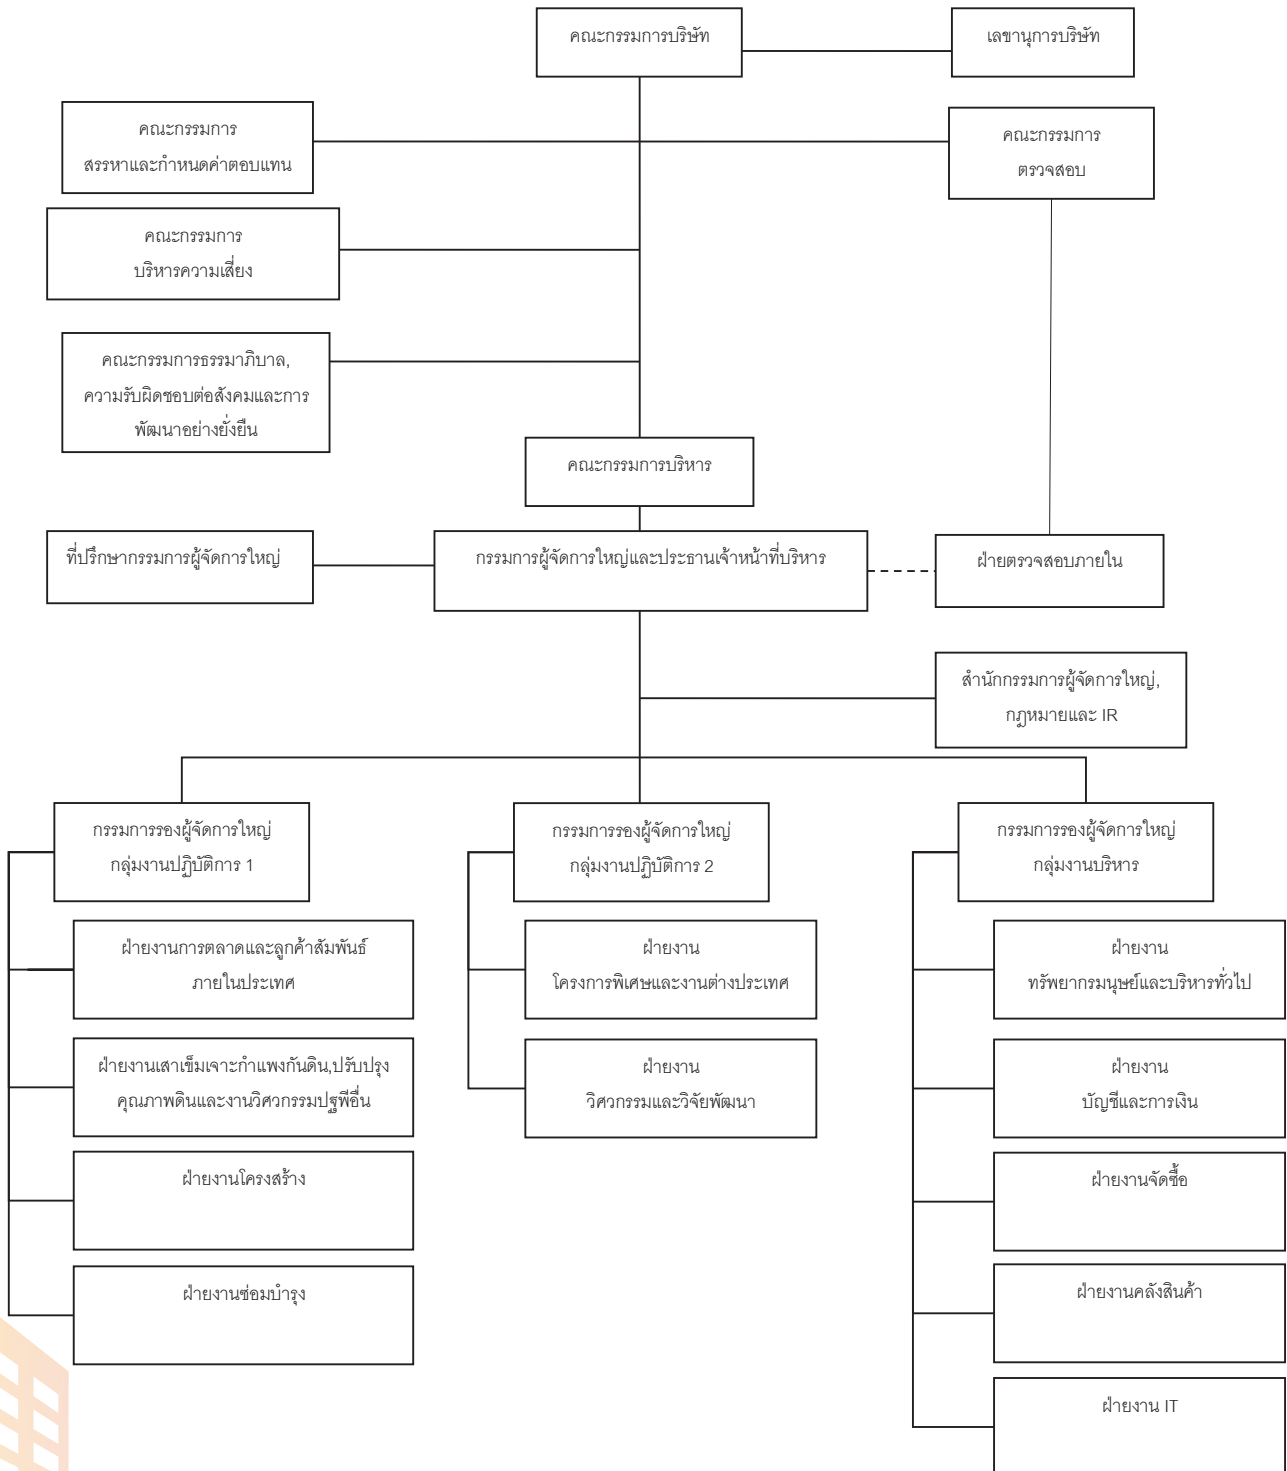 คณะกรรมการบริษัท
เลขานุการบริษัท
คณะกรรมการ
สรรหาและกำหนดค่าตอบแทน
คณะกรรมการ
ตรวจสอบ
คณะกรรมการ
บริหารความเสี่ยง
คณะกรรมการธรรมาภิบาล,
ความรับผิดชอบต่อสังคมและการ
พัฒนาอย่างยั่งยืน
คณะกรรมการบริหาร
ที่ปรึกษากรรมการผู้จัดการใหญ่
กรรมการผู้จัดการใหญ่และประธานเจ้าหน้าที่บริหาร
ฝ่ายตรวจสอบภายใน
สำนักกรรมการผู้จัดการใหญ่,
กฎหมายและ IR
กรรมการรองผู้จัดการใหญ่
กลุ่มงานปฏิบัติการ 1
ฝ่ายงานการตลาดและลูกค้าสัมพันธ์
ภายในประเทศ
ฝ่ายงานเสาเข็มเจาะกำแพงกันดิน,ปรับปรุง
คุณภาพดินและงานวิศวกรรมปฐพีอื่น
ฝ่ายงานโครงสร้าง
ฝ่ายงานซ่อมบำรุง
กรรมการรองผู้จัดการใหญ่
กลุ่มงานปฏิบัติการ 2
ฝ่ายงาน
โครงการพิเศษและงานต่างประเทศ
ฝ่ายงาน
วิศวกรรมและวิจัยพัฒนา
กรรมการรองผู้จัดการใหญ่
กลุ่มงานบริหาร
ฝ่ายงาน
ทรัพยากรมนุษย์และบริหารทั่วไป
ฝ่ายงาน
บัญชีและการเงิน
ฝ่ายงานจัดซื้อ
ฝ่ายงานคลังสินค้า
ฝ่ายงาน IT